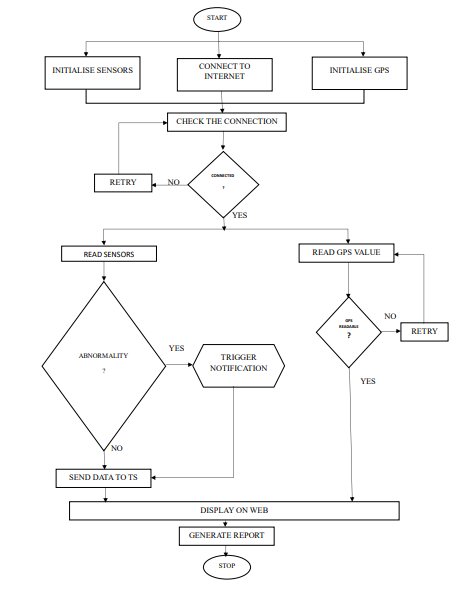 START
INITIALISE SENSORS
CONNECT TO
INTERNET
INITIALISE GPS
CHECK THE CONNECTION
CONNECTED
?
NO
RETRY
YES
READ SENSORS
READ GPS VALUE
GPS
READABLE
?
NO
RETRY
YES
ABNORMALITY
?
YES
TRIGGER
NOTIFICATION
NO
SEND DATA TO TS
DISPLAY ON WEB
GENERATE REPORT
STOP